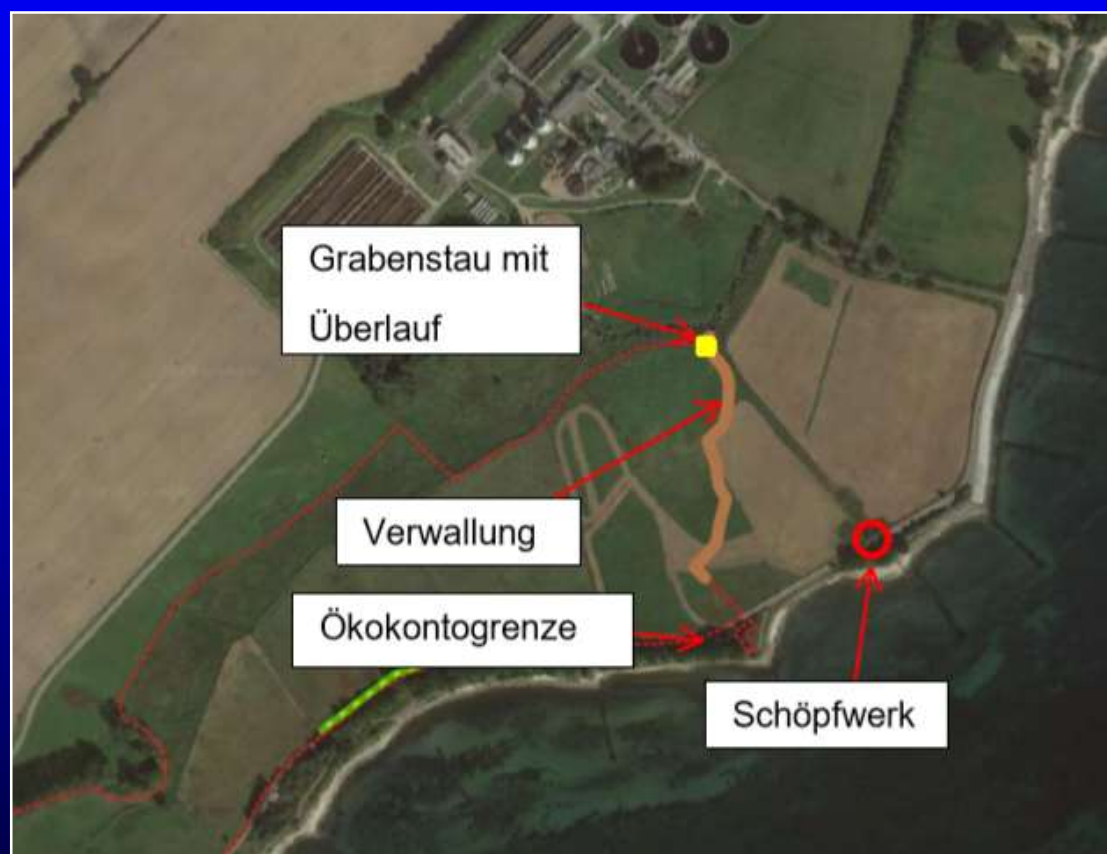 Grabenstau mit
Überlauf
Verwallung
Ökokontogrenze
Schöpfwerk